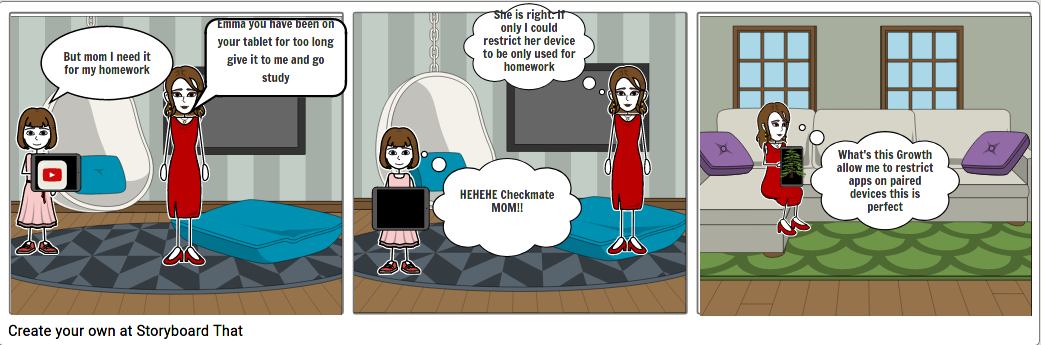 But mom I need it
for my homework
Emma you have been on
your tablet for too long
give it to me and go
study
She is right. If
only I could
restrict her device
to be only used for
homework
HEHEHE Checkmate
MOM!!
What's this Growth
allow me to restrict
apps on paired
devices this is
perfect
Create your own at Storyboard That